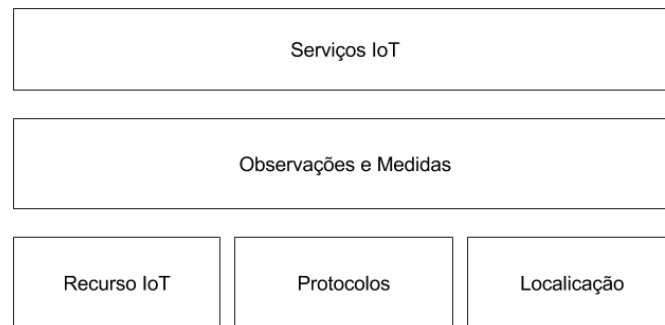 Serviços IoT
Observações e Medidas
Recurso IoT
Protocolos
Localicação